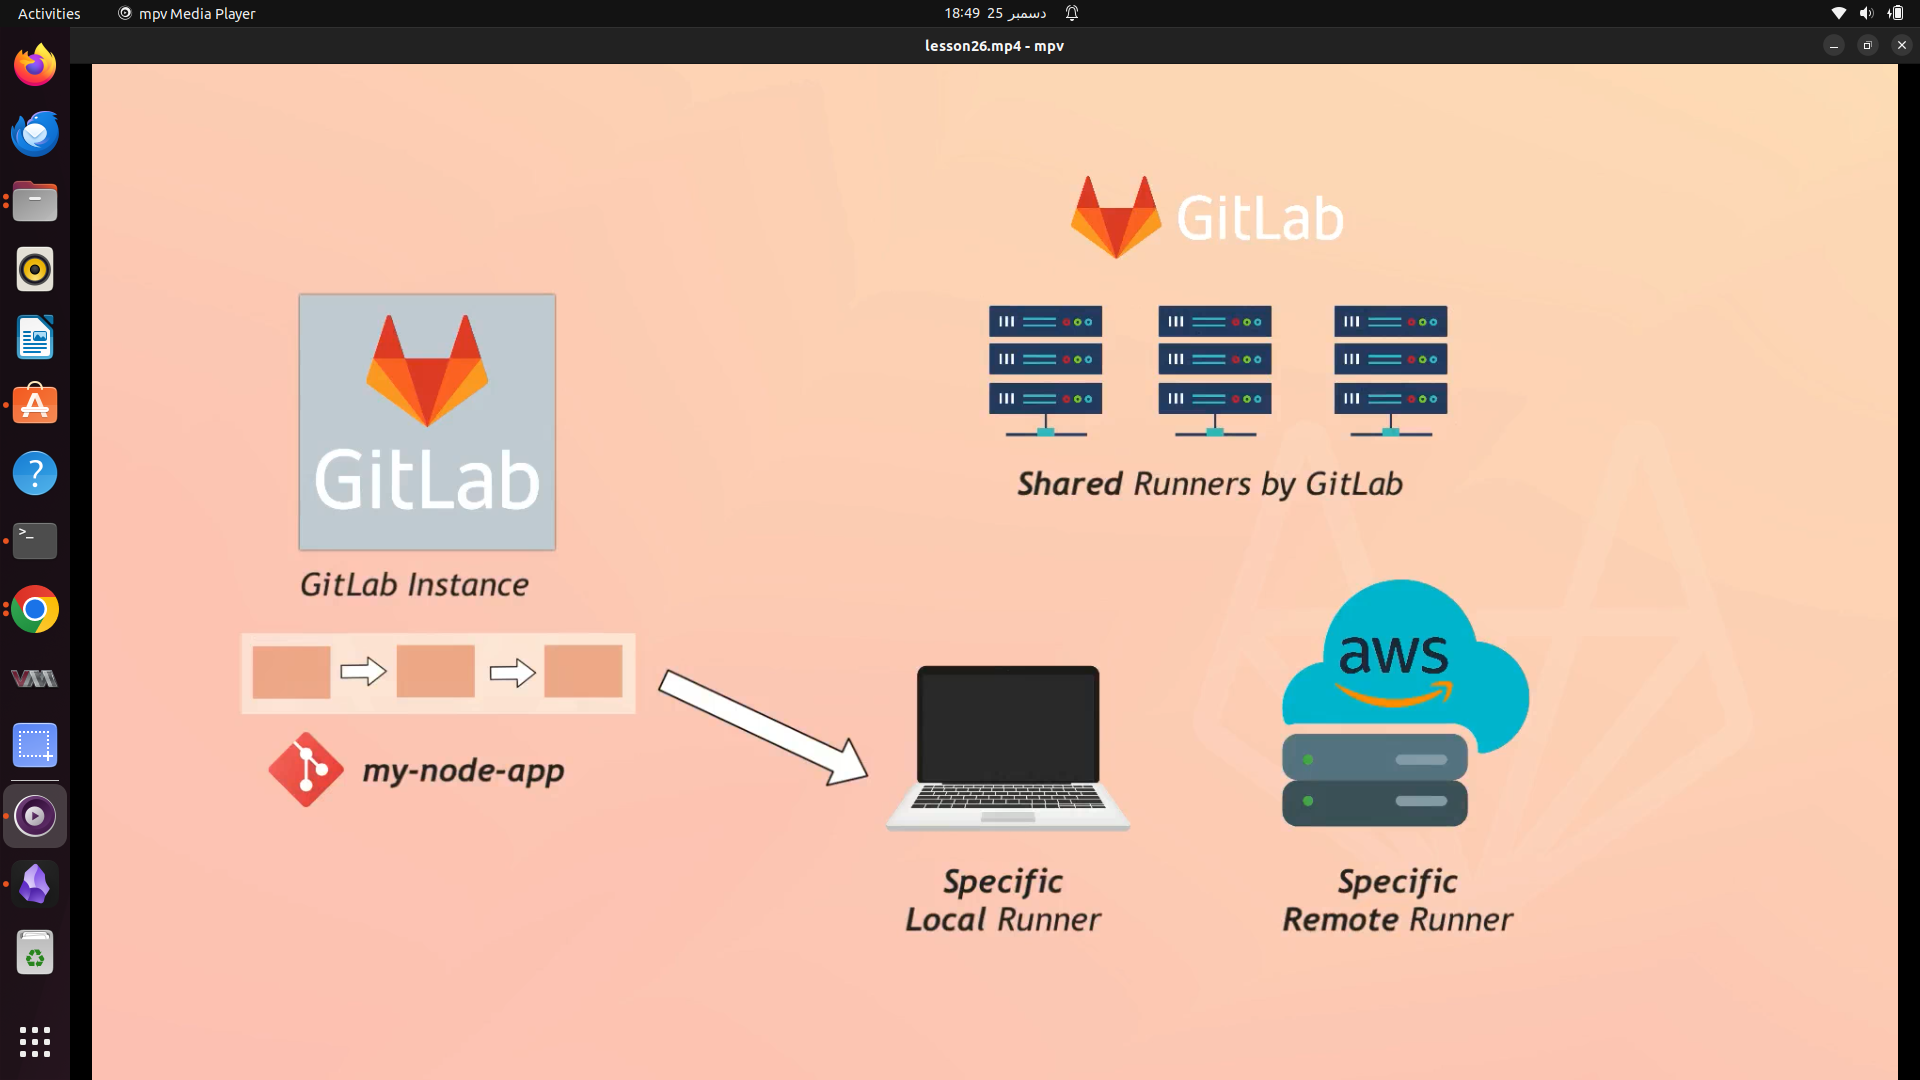 Activities
mpv Media Player
18:49 25 دسمبر
lesson26.mp4 - mpv
GitLab
GitLab
GitLab Instance
my-node-app
Shared Runners by GitLab
aws
Specific
Local Runner
Specific
Remote Runner